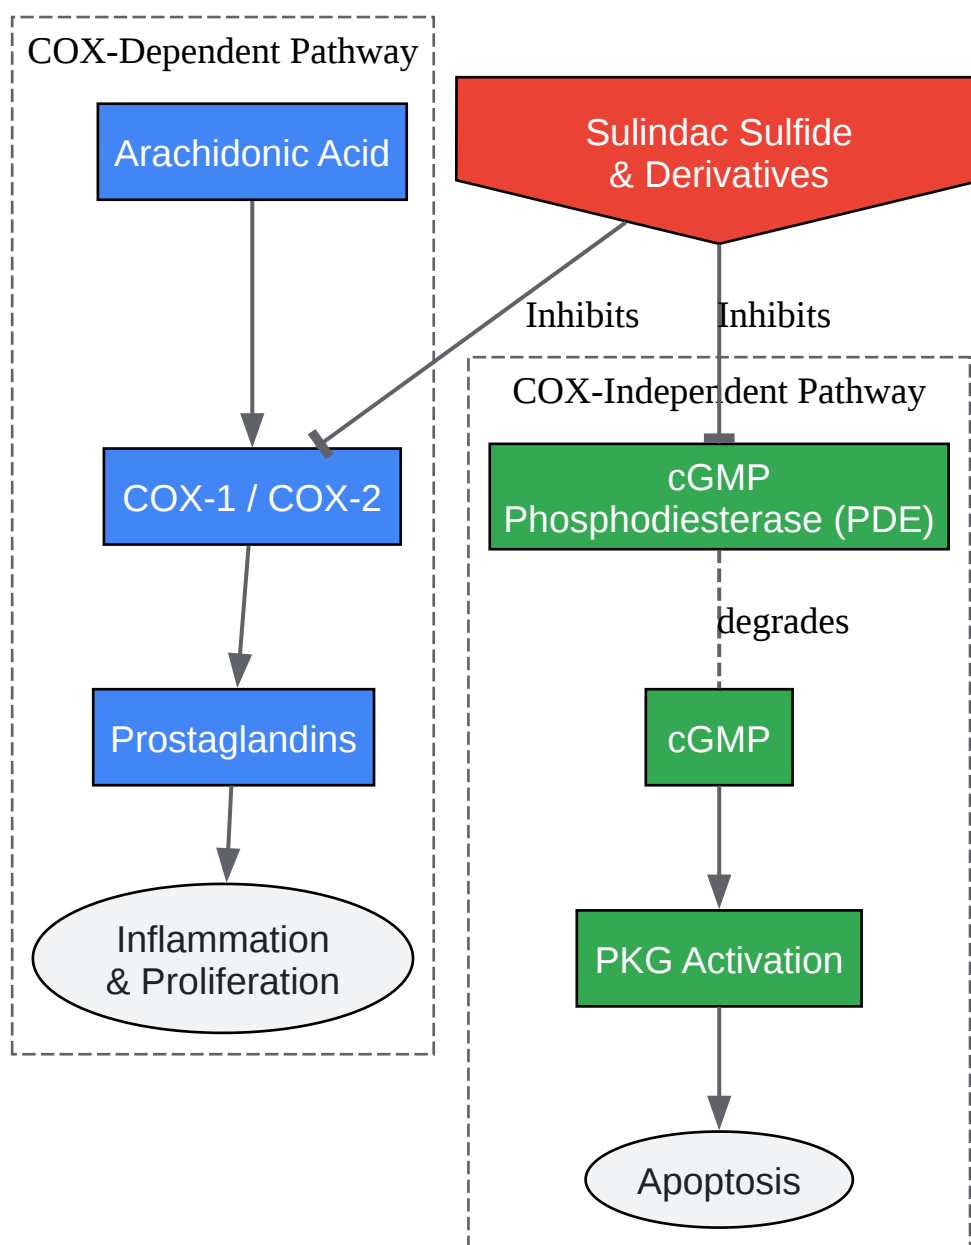 COX-Dependent Pathway
Arachidonic Acid
Sulindac Sulfide
& Derivatives
Inhibits
Inhibits
COX-Independent Pathway
COX-1 / COX-2
cGMP
Phosphodiesterase (PDE)
degrades
Prostaglandins
cGMP
Inflammation
& Proliferation
PKG Activation
Apoptosis